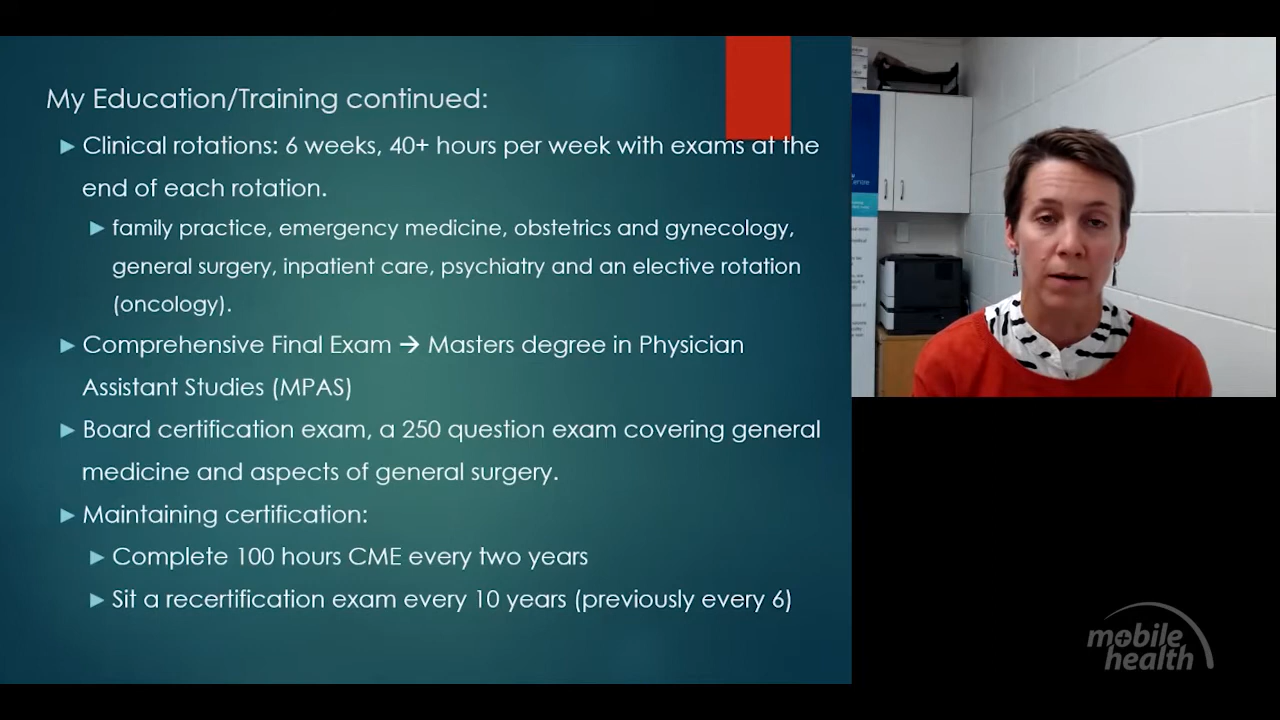 My Education/Training continued:
Clinical rotations: 6 weeks, 40+ hours per week with exams at the
end of each rotation.
family practice, emergency medicine, obstetrics and gynecology,
general surgery, inpatient care, psychiatry and an elective rotation
(oncology).
Comprehensive Final Exam → Masters degree in Physician
Assistant Studies (MPAS)
Board certification exam, a 250 question exam covering general
medicine and aspects of general surgery.
Maintaining certification:
Complete 100 hours CME every two years
Sit a recertification exam every 10 years (previously every 6)
mobile
health